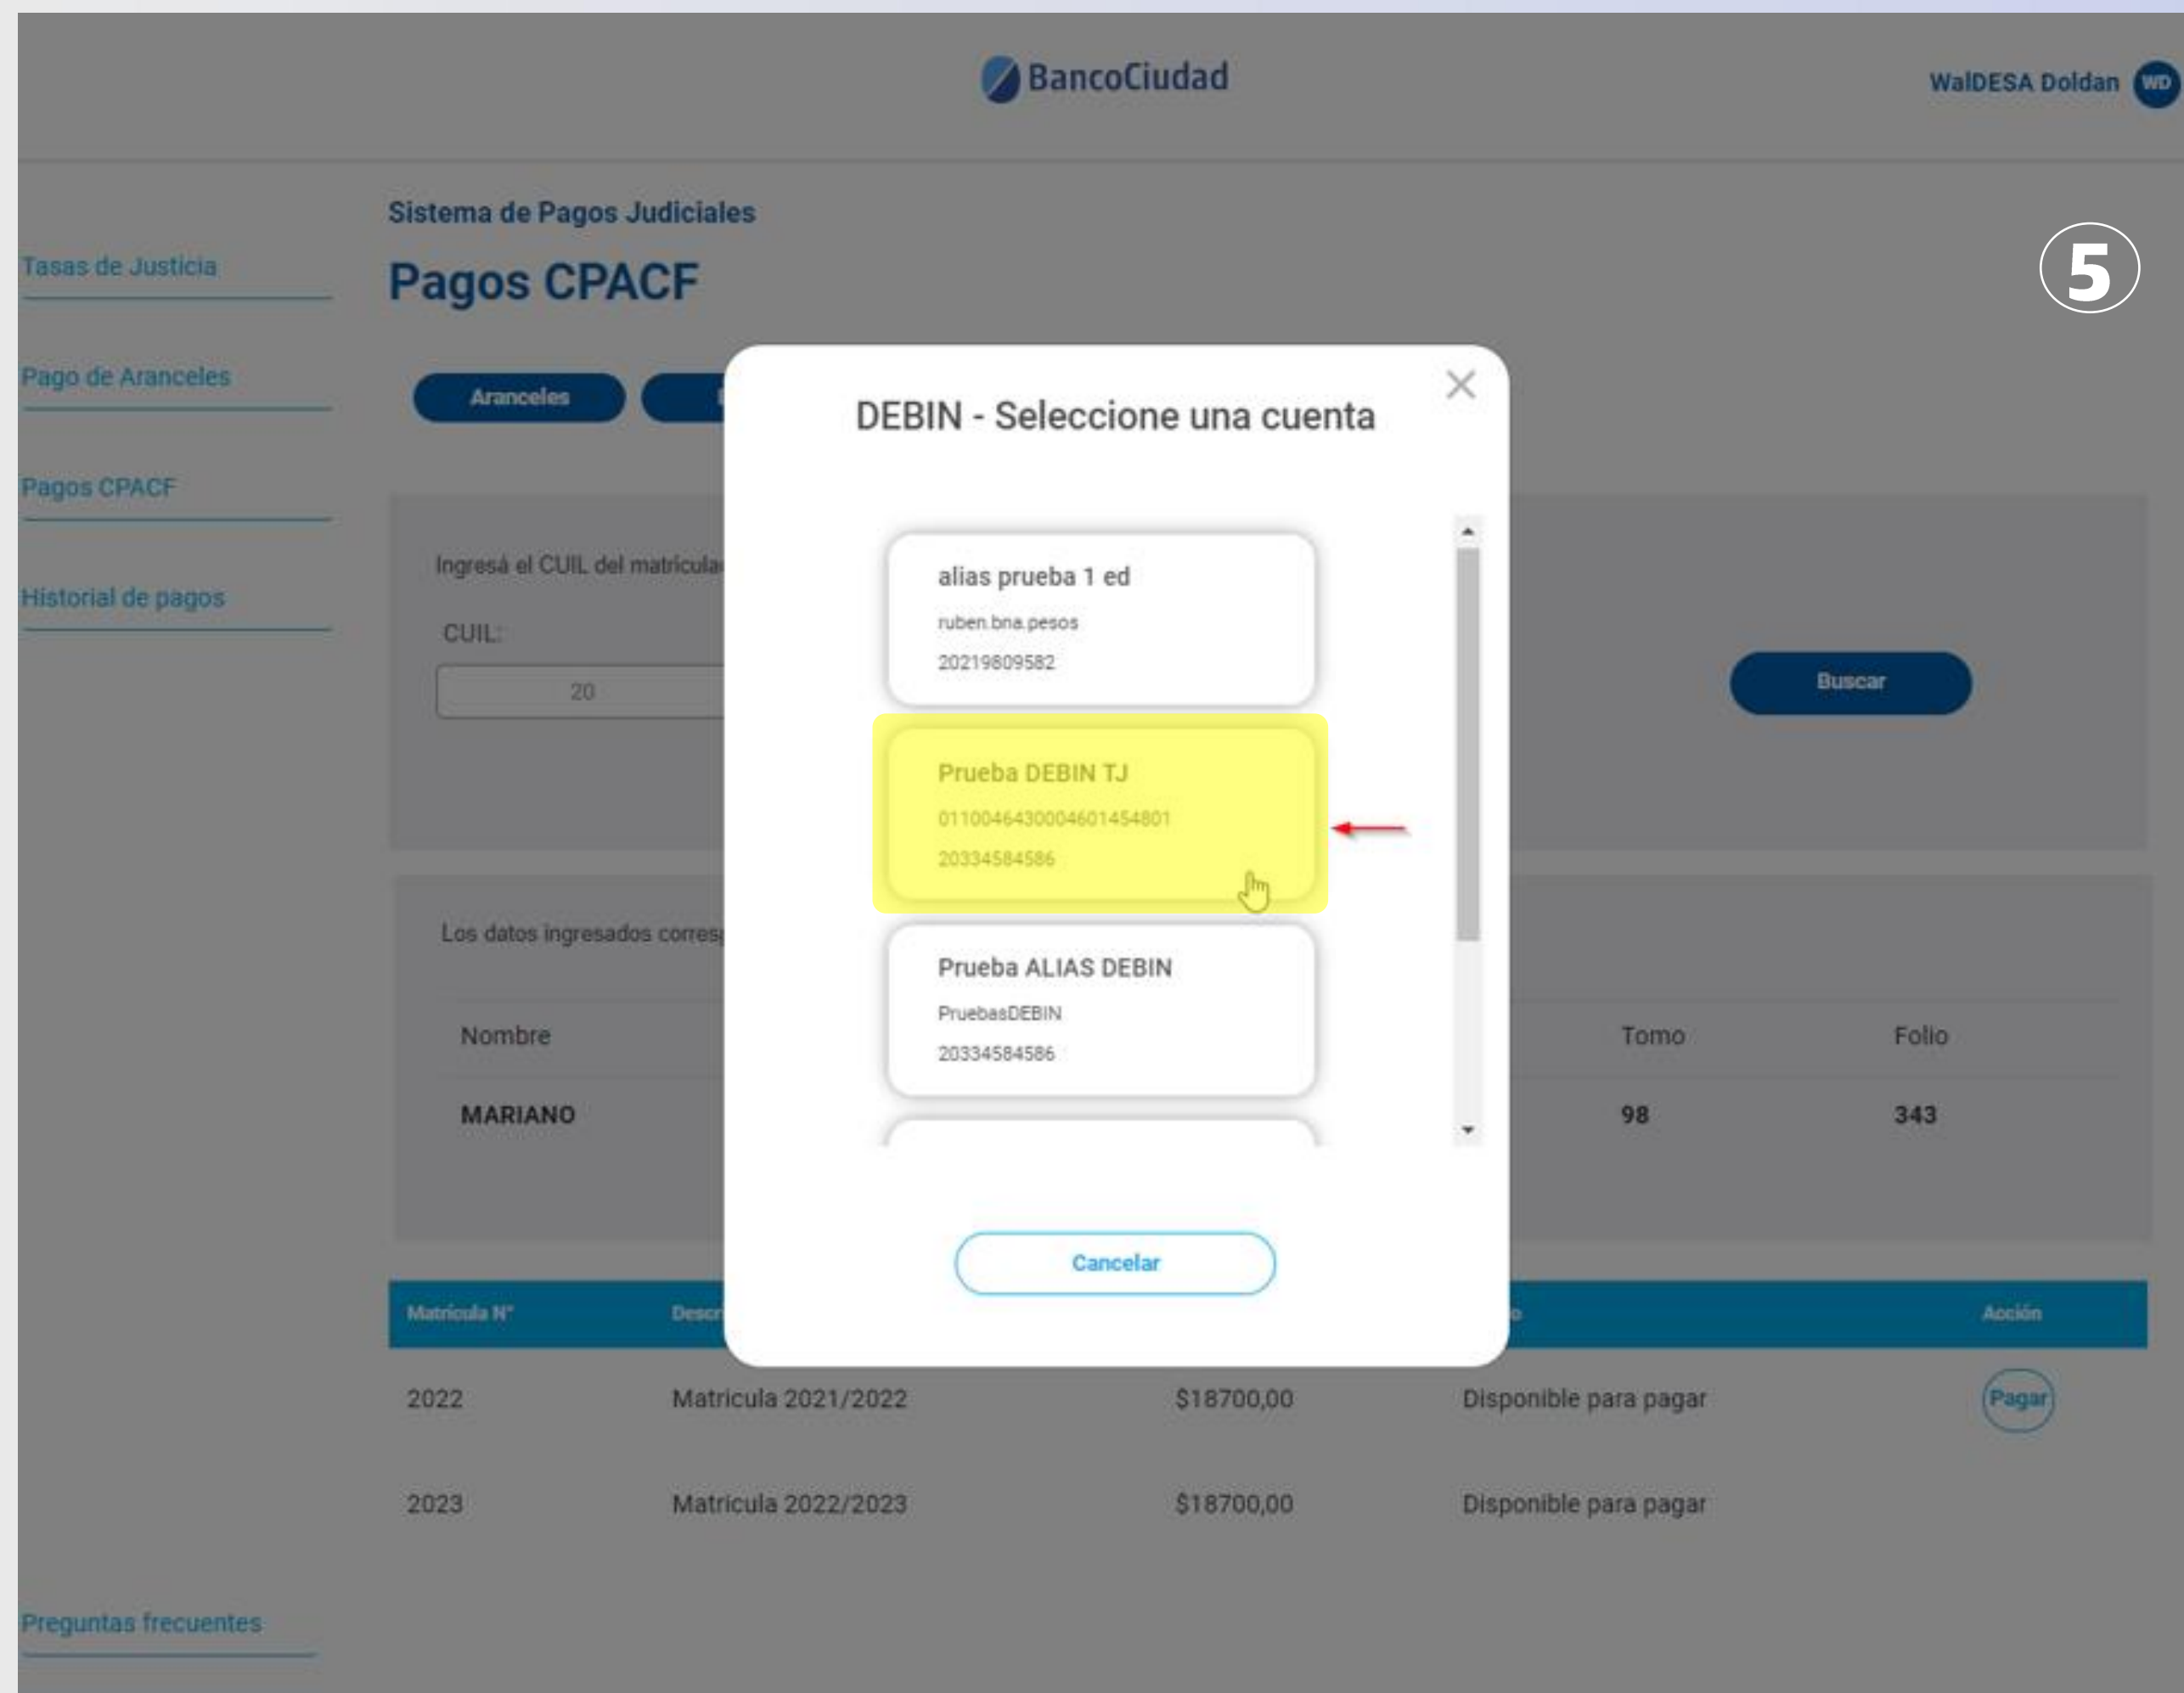 BancoCiudad
WalDESA Doldan WD
Sistema de Pagos Judiciales
Pagos CPACF
5
Tasas de Justicia
Pago de Aranceles
Pagos CPACF
Historial de pagos
Aranceles
Ingresá el CUIL del
CUIL:
20
Buscar
Los datos ingresados
Nombre
Tomo
Folio
MARIANO
98
343
DEBIN - Seleccione una cuenta
alias prueba 1 ed
ruben.bna.pesos
20219809582
Prueba DEBIN TJ
0110046430004601454801
20334584586
Prueba ALIAS DEBIN
PruebasDEBIN
20334584586
Cancelar
Matrícula N° Acción
2022 Matricula 2021/2022 $18700,00 Disponible para pagar Pagar
2023 Matricula 2022/2023 $18700,00 Disponible para pagar
Preguntas frecuentes